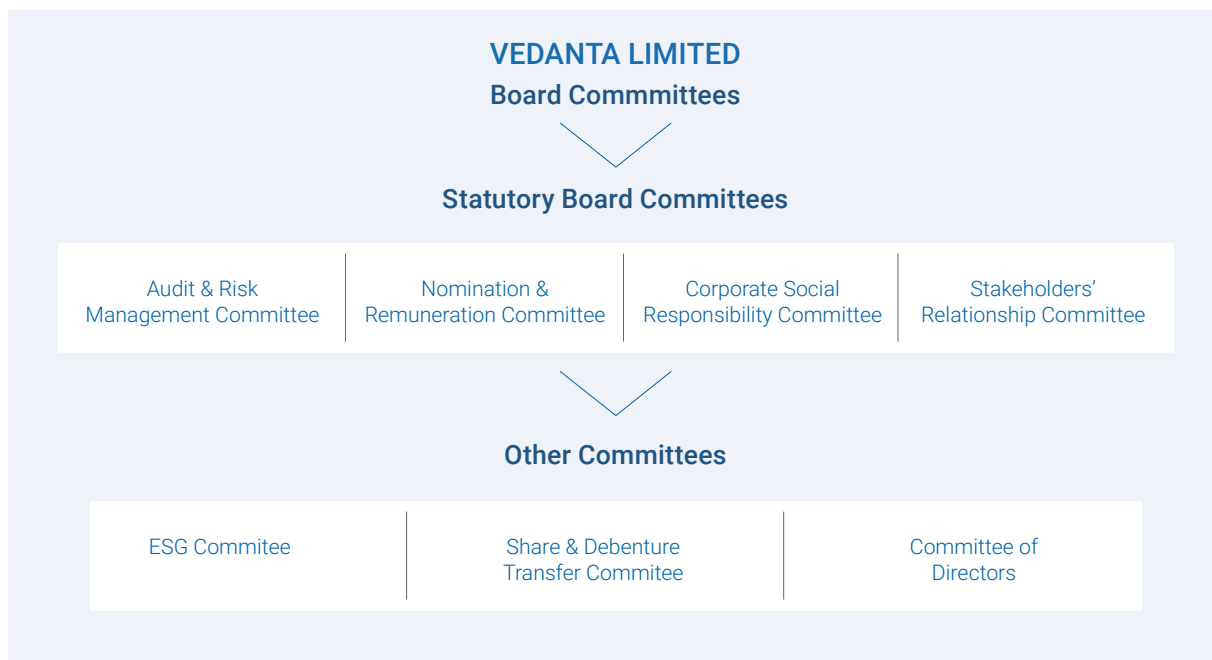 VEDANTA LIMITED
Board Commmittees
Statutory Board Committees
Audit & Risk
Management Committee
Nomination &
Remuneration Committee
Corporate Social
Responsibility Committee
Stakeholders’
Relationship Committee
Other Committees
ESG Commitee
Share & Debenture
Transfer Commitee
Committee of
Directors